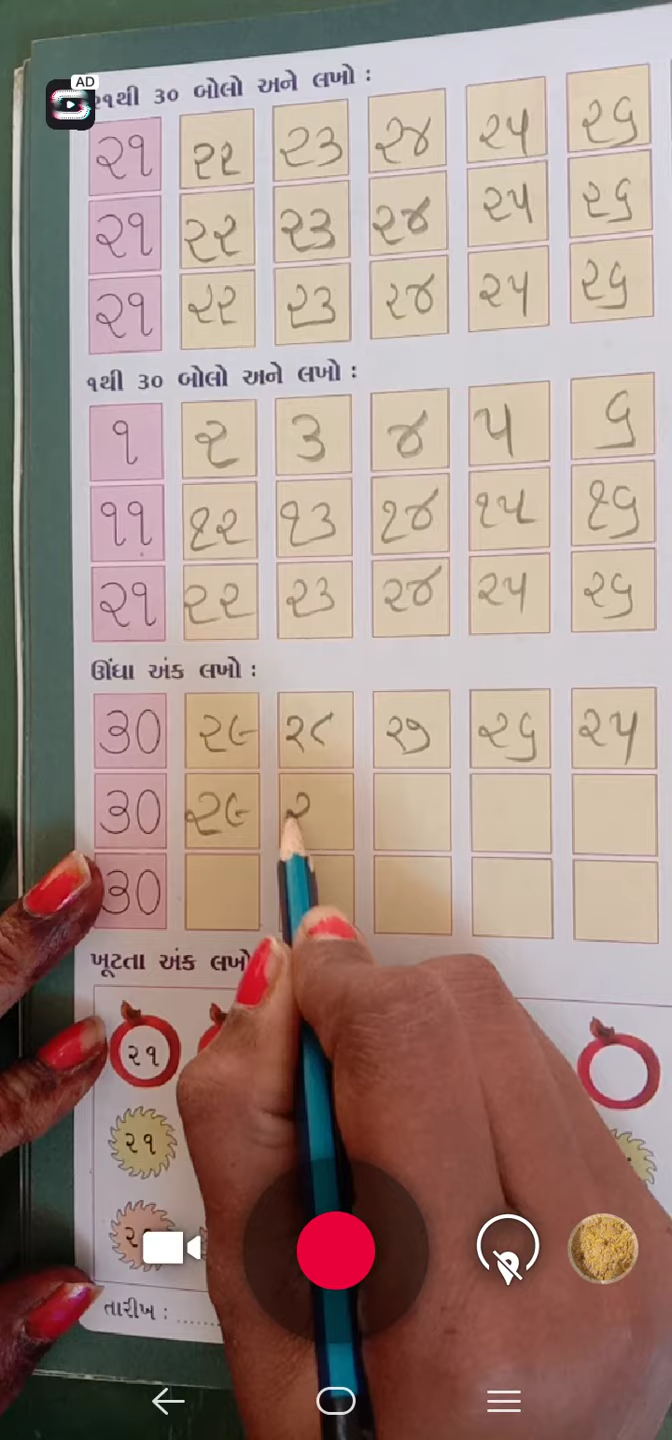 AD
૨૧થી ૩૦ બોલો અને લખો :
૨૧ ૨૨ ૨૩ ૨૪ ૨૫ ૨૬
૨૧ ૨૨ ૨૩ ૨૪ ૨૫ ૨૬
૨૧ ૨૨ ૨૩ ૨૪ ૨૫ ૨૬
૧થી ૩૦ બોલો અને લખો :
૧ ૨ ૩ ૪ ૫ ૬
૧૧ ૧૨ ૧૩ ૧૪ ૧૫ ૧૬
૨૧ ૨૨ ૨૩ ૨૪ ૨૫ ૨૬
ઊંધા અંક લખો :
૩૦ ૨૯ ૨૮ ૨૭ ૨૬ ૨૫
૩૦ ૨૯ ૨
૩૦
ખૂટતા અંક લખો
૨૧
૨૧
તારીખ : ......